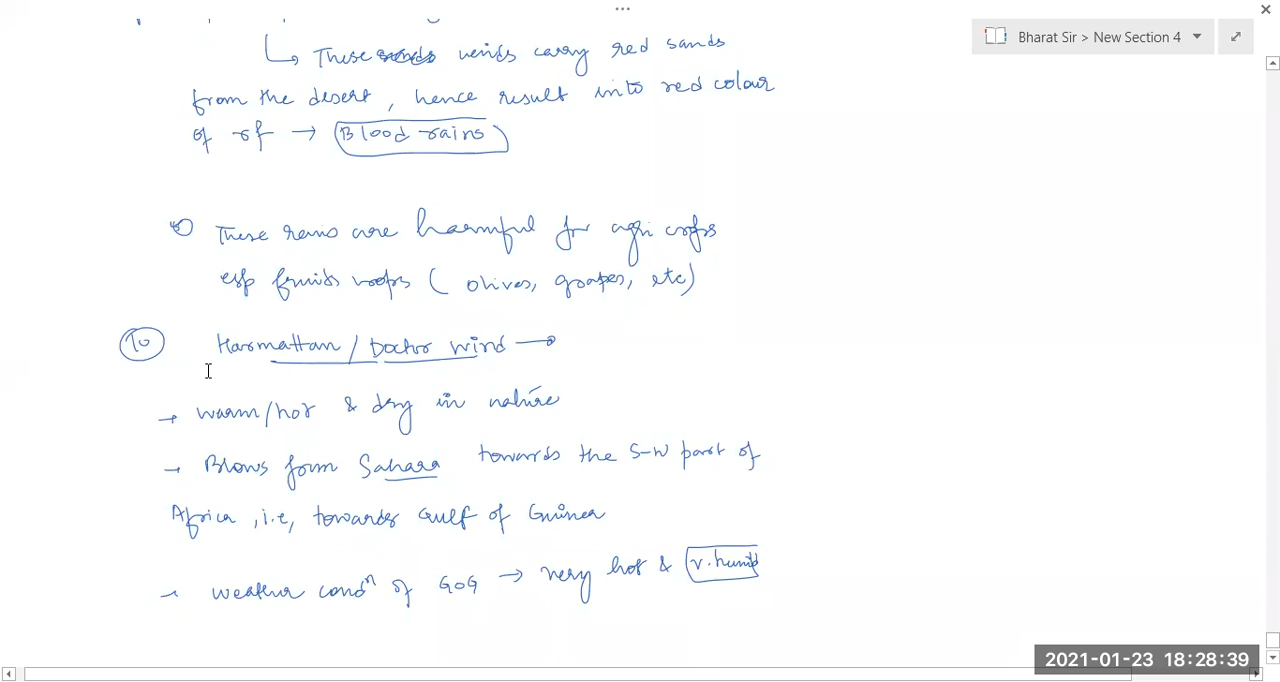 Bharat Sir > New Section 4
These winds carry red sands
from the desert, hence result into red colour
of rf → Blood rains
These rains are harmful for agri crops
esp fruits crops (olives, grapes, etc)
10 Harmattan / Doctor wind →
→ warm/hot & dry in nature
→ Blows form Sahara towards the S-W part of
Africa, i.e, towards Gulf of Guinea
→ weather condn of GOG → very hot & v. humid
2021-01-23 18:28:39